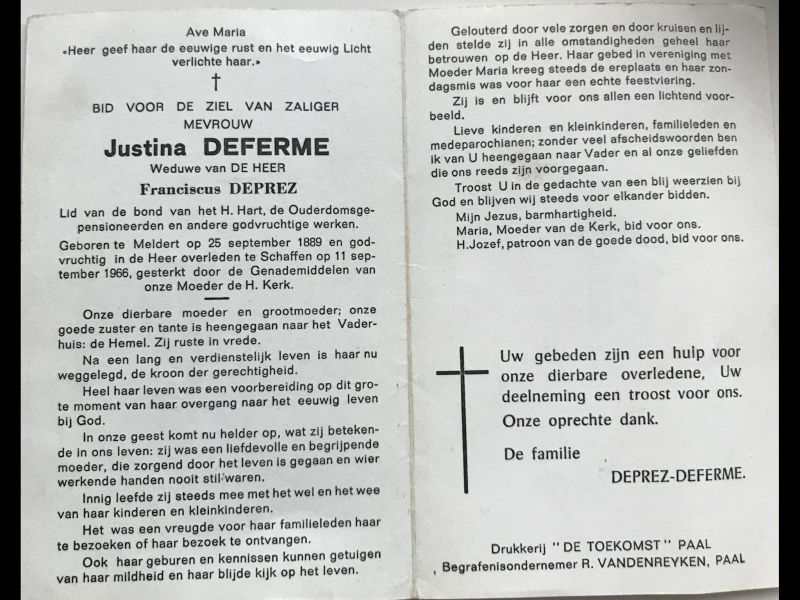 Ave Maria
«Heer geef haar de eeuwige rust en het eeuwig Licht
verlichte haar.»
BID VOOR DE ZIEL VAN ZALIGER
MEVROUW
Justina DEFERME
Weduwe van DE HEER
Franciscus DEPREZ
Lid van de bond van het H. Hart, de Ouderdomsge-
pensioneerden en andere godvruchtige werken.
Geboren te Meldert op 25 september 1889 en god-
vruchtig in de Heer overleden te Schaffen op 11 sep-
tember 1966, gesterkt door de Genademiddelen van
onze Moeder de H. Kerk.
Onze dierbare moeder en grootmoeder; onze
goede zuster en tante is heengegaan naar het Vader-
huis: de Hemel. Zij ruste in vrede.
Na een lang en verdienstelijk leven is haar nu
weggelegd, de kroon der gerechtigheid.
Heel haar leven was een voorbereiding op dit gro-
te moment van haar overgang naar het eeuwig leven
bij God.
In onze geest komt nu helder op, wat zij beteken-
de in ons leven: zij was een liefdevolle en begrijpende
moeder, die zorgend door het leven is gegaan en wier
werkende handen nooit stil waren.
Innig leefde zij steeds mee met het wel en het wee
van haar kinderen en kleinkinderen.
Het was een vreugde voor haar familieleden haar
te bezoeken of haar bezoek te ontvangen.
Ook haar geburen en kennissen kunnen getuigen
van haar mildheid en haar blijde kijk op het leven.
Gelouterd door vele zorgen en door kruisen en lij-
den stelde zij in alle omstandigheden geheel haar
betrouwen op de Heer. Haar gebed in vereniging met
Moeder Maria kreeg steeds de ereplaats en haar zon-
dagsmis was voor haar een echte feestviering.
Zij is en blijft voor ons allen een lichtend voor-
beeld.
Lieve kinderen en kleinkinderen, familieleden en
medeparochianen; zonder veel afscheidswoorden ben
ik van U heengegaan naar Vader en al onze geliefden
die ons reeds zijn voorgegaan.
Troost U in de gedachte van een blij weerzien bij
God en blijven wij steeds voor elkander bidden.
Mijn Jezus, barmhartigheid.
Maria, Moeder van de Kerk, bid voor ons.
H.Jozef, patroon van de goede dood, bid voor ons.
Uw gebeden zijn een hulp voor
onze dierbare overledene, Uw
deelneming een troost voor ons.
Onze oprechte dank.
De familie
DEPREZ-DEFERME.
Drukkerij "DE TOEKOMST" PAAL
Begrafenisondernemer R. VANDENREYKEN, PAAL